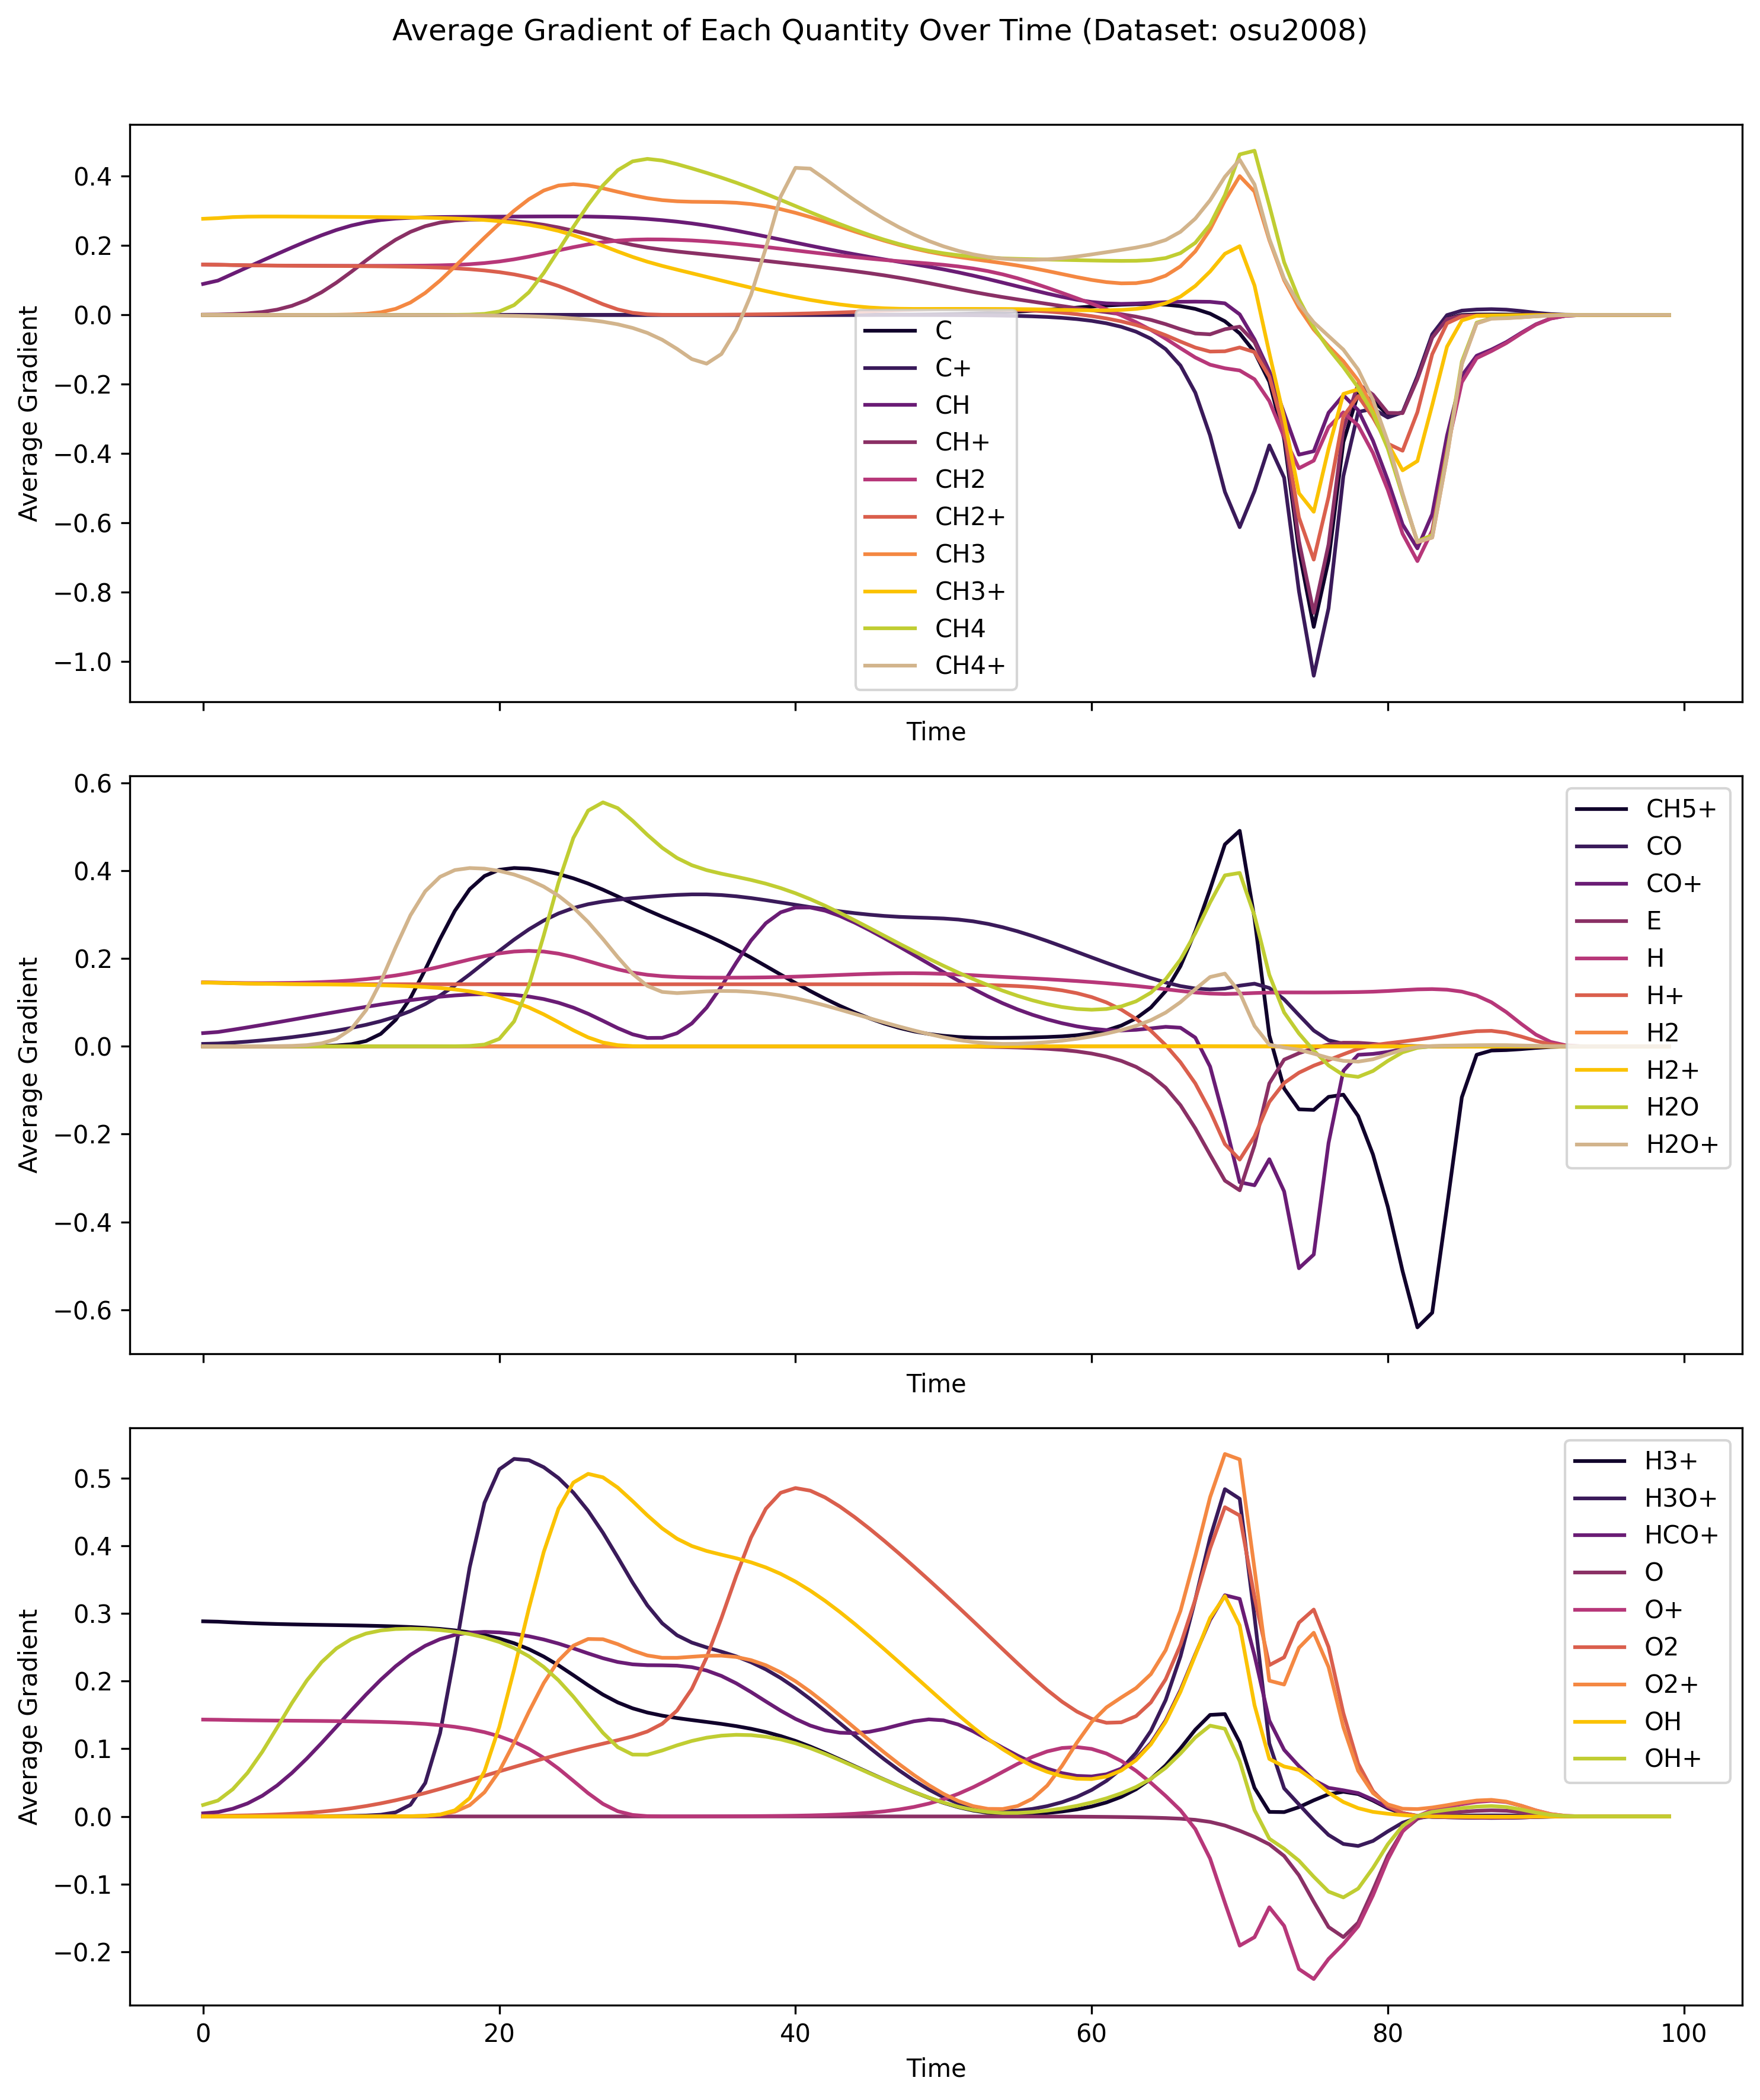 Average Gradient of Each Quantity Over Time (Dataset: osu2008)
Average Gradient
0.4
0.2
0.0
−0.2
−0.4
−0.6
−0.8
−1.0
C
C+
CH
CH+
CH2
CH2+
CH3
CH3+
CH4
CH4+
Time
Average Gradient
0.6
0.4
0.2
0.0
−0.2
−0.4
−0.6
CH5+
CO
CO+
E
H
H+
H2
H2+
H2O
H2O+
Time
Average Gradient
0.5
0.4
0.3
0.2
0.1
0.0
−0.1
−0.2
H3+
H3O+
HCO+
O
O+
O2
O2+
OH
OH+
0 20 40 60 80 100
Time